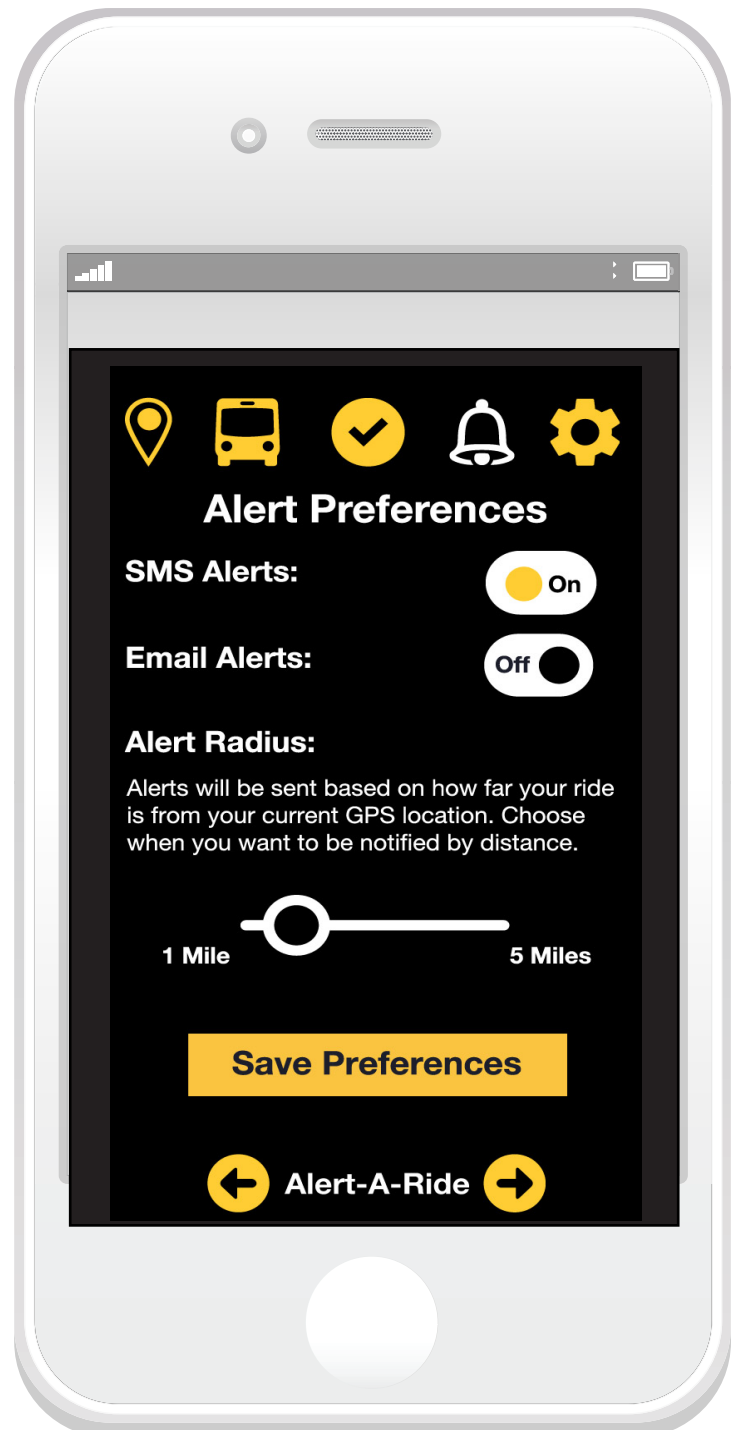 Alert Preferences
SMS Alerts:
On
Email Alerts:
Off
Alert Radius:
Alerts will be sent based on how far your ride
is from your current GPS location. Choose
when you want to be notified by distance.
1 Mile
5 Miles
Save Preferences
Alert-A-Ride